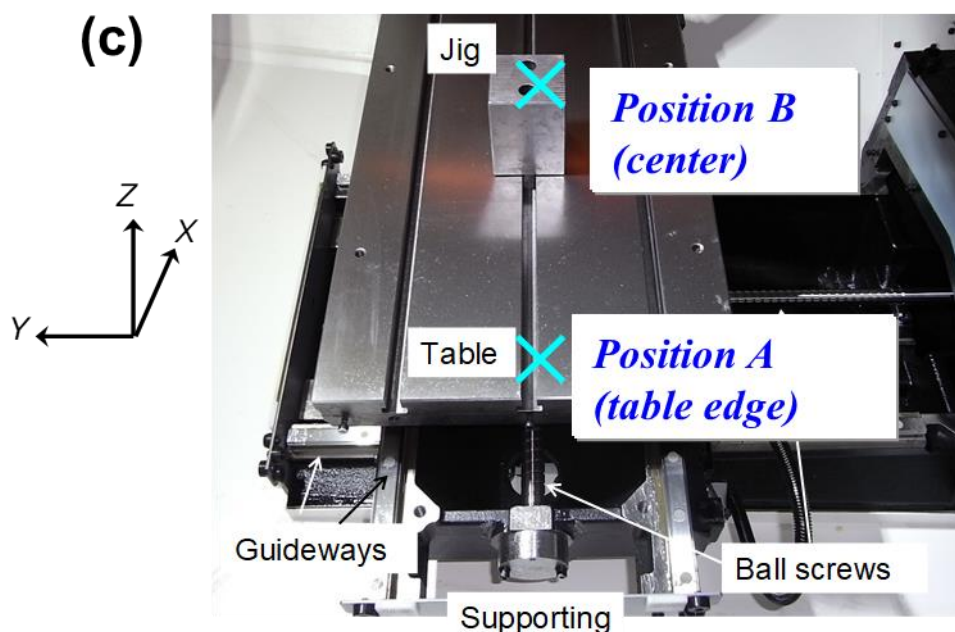 (c)
Jig
Position B
(center)
Z
X
Y
Table
Position A
(table edge)
Guideways
Ball screws
Supporting